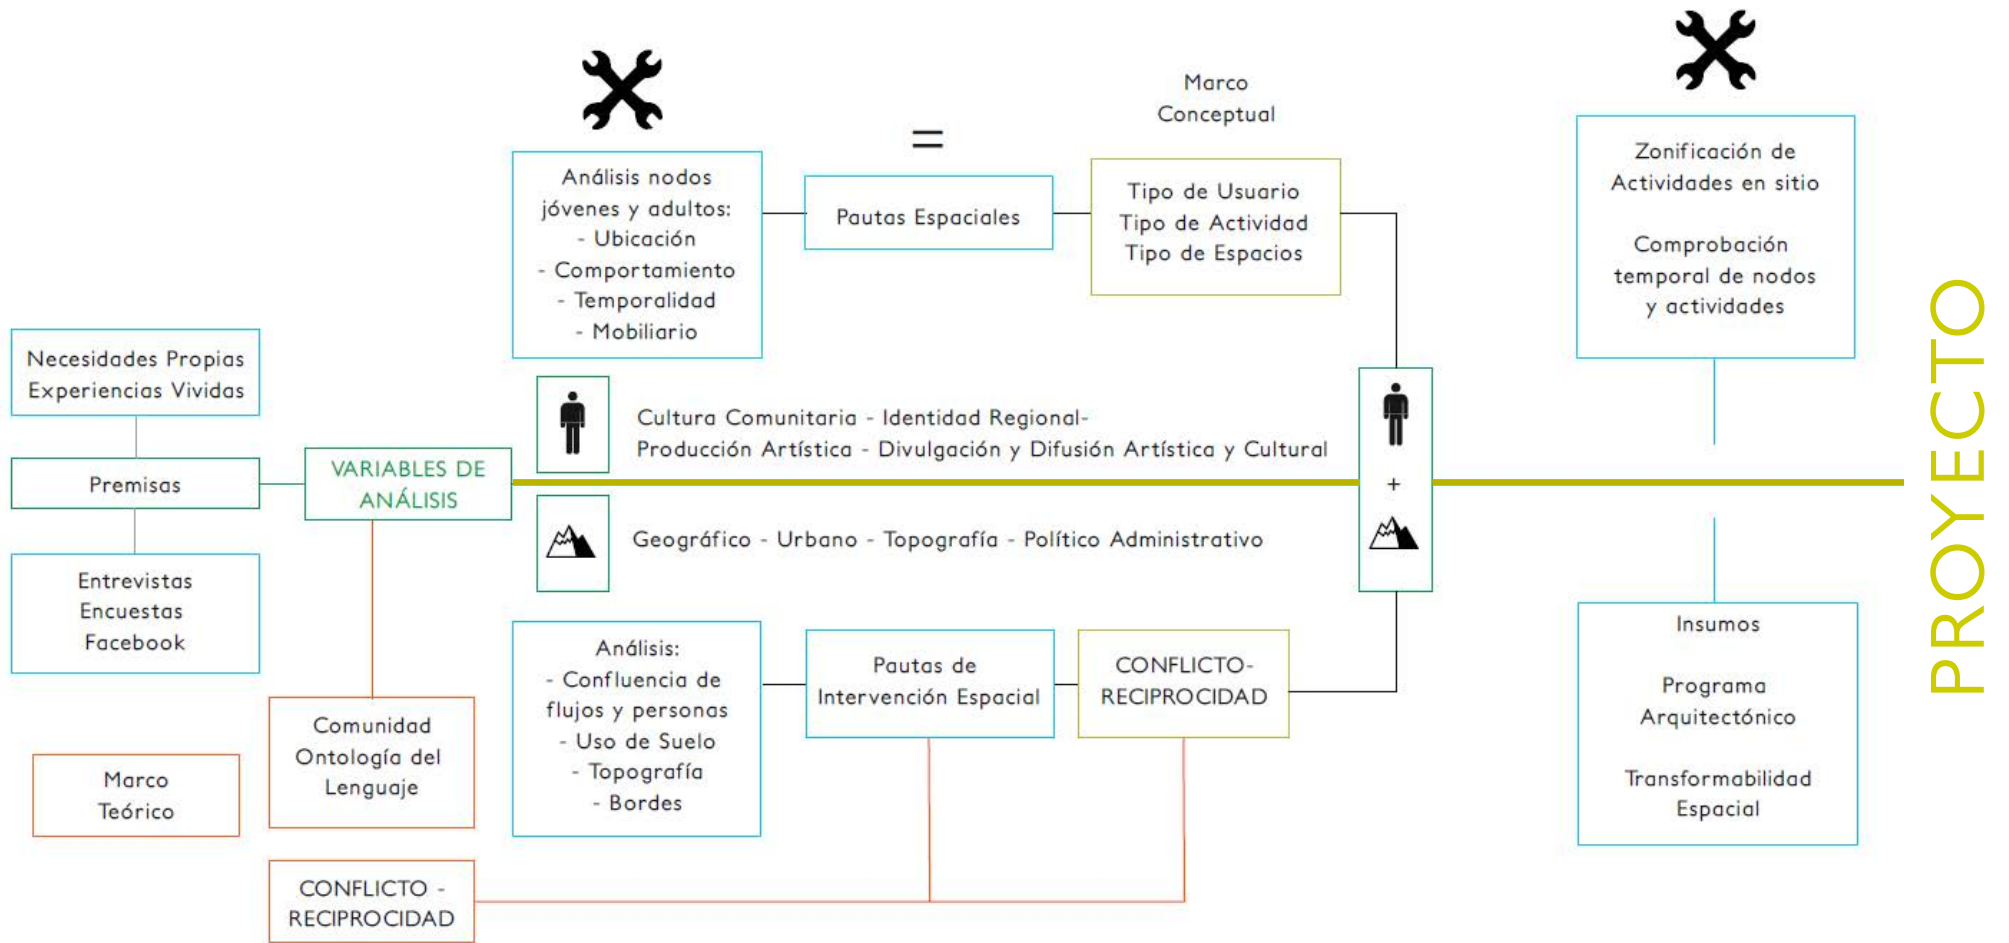 Necesidades Propias
Experiencias Vividas
Premisas
Entrevistas
Encuestas
Facebook
Marco
Teórico
VARIABLES DE
ANÁLISIS
Comunidad
Ontología del
Lenguaje
CONFLICTO -
RECIPROCIDAD
Análisis nodos
jóvenes y adultos:
- Ubicación
- Comportamiento
- Temporalidad
- Mobiliario
=
Pautas Espaciales
Marco
Conceptual
Tipo de Usuario
Tipo de Actividad
Tipo de Espacios
Cultura Comunitaria - Identidad Regional-
Producción Artística - Divulgación y Difusión Artística y Cultural
Geográfico - Urbano - Topografía - Político Administrativo
+
Análisis:
- Confluencia de
flujos y personas
- Uso de Suelo
- Topografía
- Bordes
Pautas de
Intervención Espacial
CONFLICTO-
RECIPROCIDAD
Zonificación de
Actividades en sitio
Comprobación
temporal de nodos
y actividades
Insumos
Programa
Arquitectónico
Transformabilidad
Espacial
PROYECTO